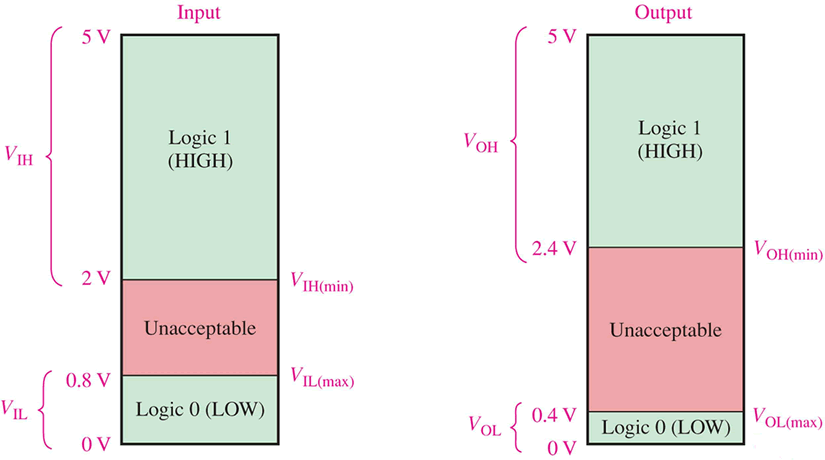 Input
5 V
Logic 1
(HIGH)
VIH
2 V
VIH(min)
Unacceptable
0.8 V
VIL(max)
VIL
Logic 0 (LOW)
0 V
Output
5 V
Logic 1
(HIGH)
VOH
2.4 V
VOH(min)
Unacceptable
0.4 V
VOL(max)
VOL
Logic 0 (LOW)
0 V